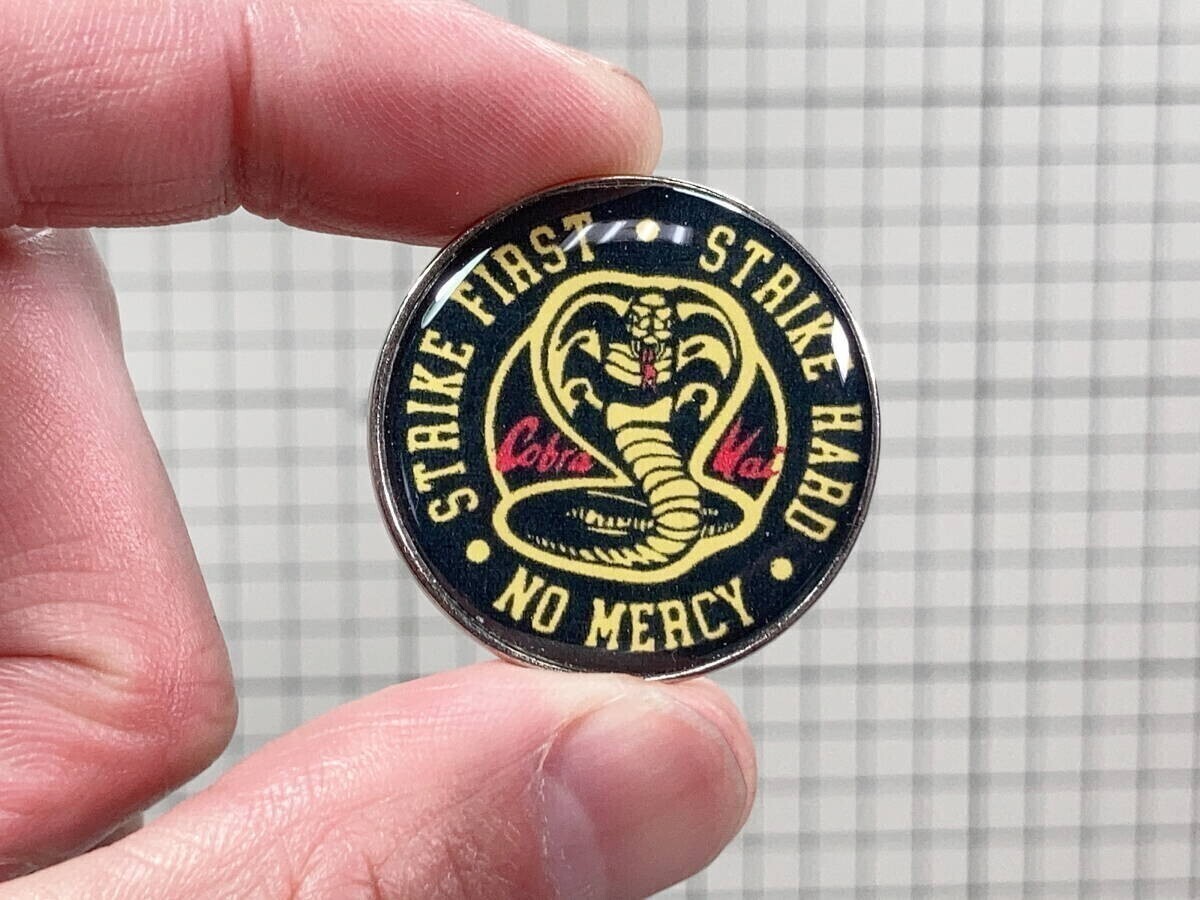 STRIKE FIRST • STRIKE HARD • NO MERCY •
Cobra Kai